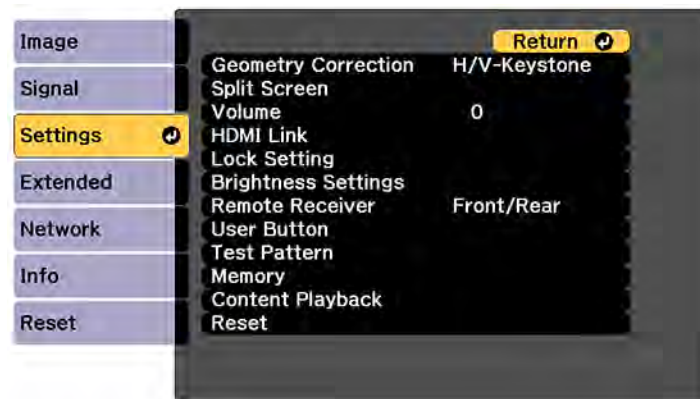 Image
Signal
Settings
Extended
Network
Info
Reset
Return
Geometry Correction H/V-Keystone
Split Screen
Volume 0
HDMI Link
Lock Setting
Brightness Settings
Remote Receiver Front/Rear
User Button
Test Pattern
Memory
Content Playback
Reset